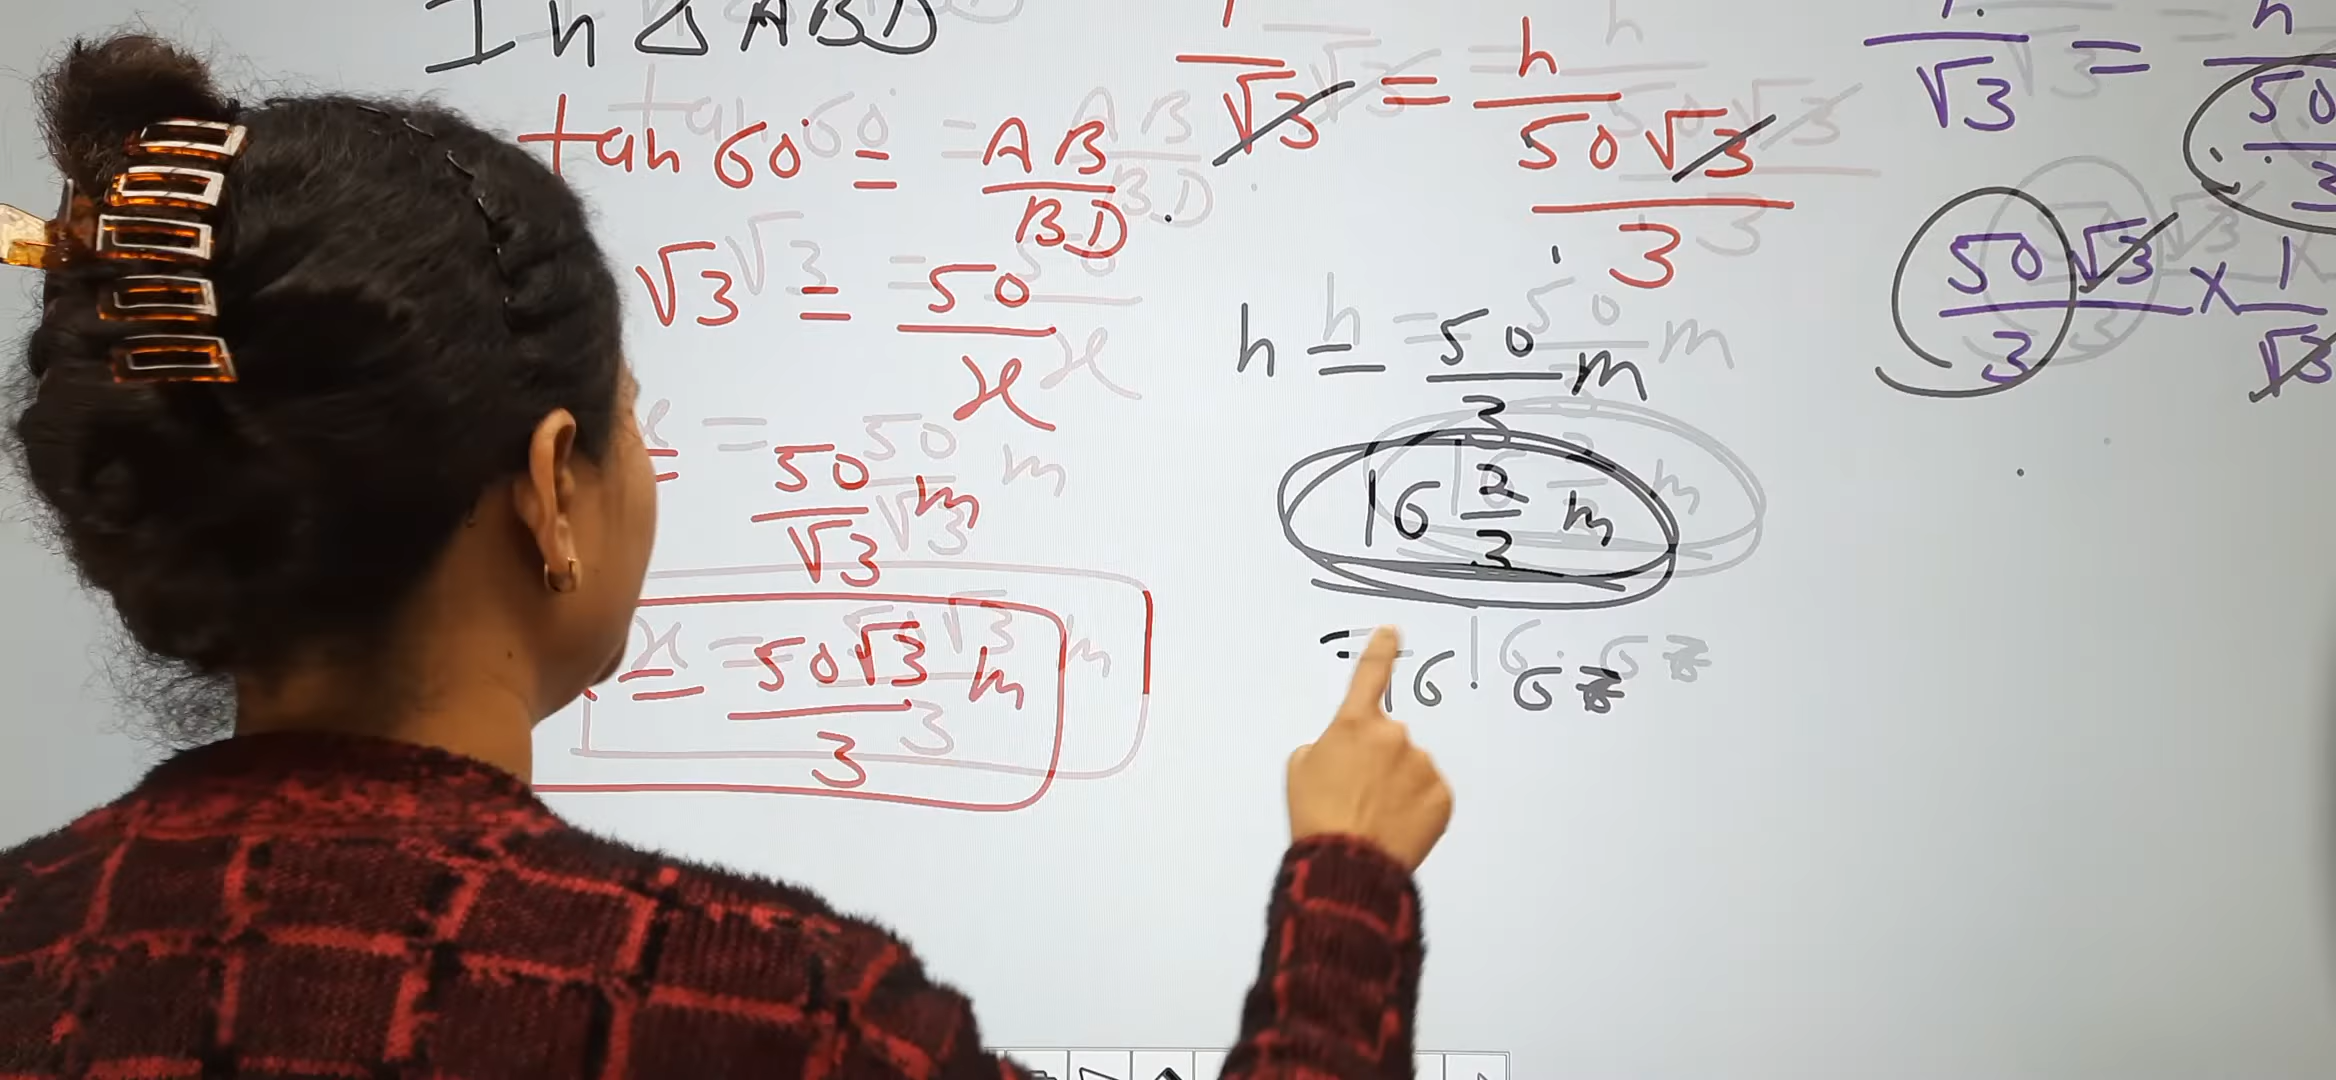 In △ABD
tan 60° = AB/BD
√3 = 50/x
= 50/√3 m
= 50√3/3 m
1/√3 = h/(50√3/3)
h = 50/3 m
16 2/3 m
= 16.6
1/√3 = h/(50/3
50√3/3 × 1/√3